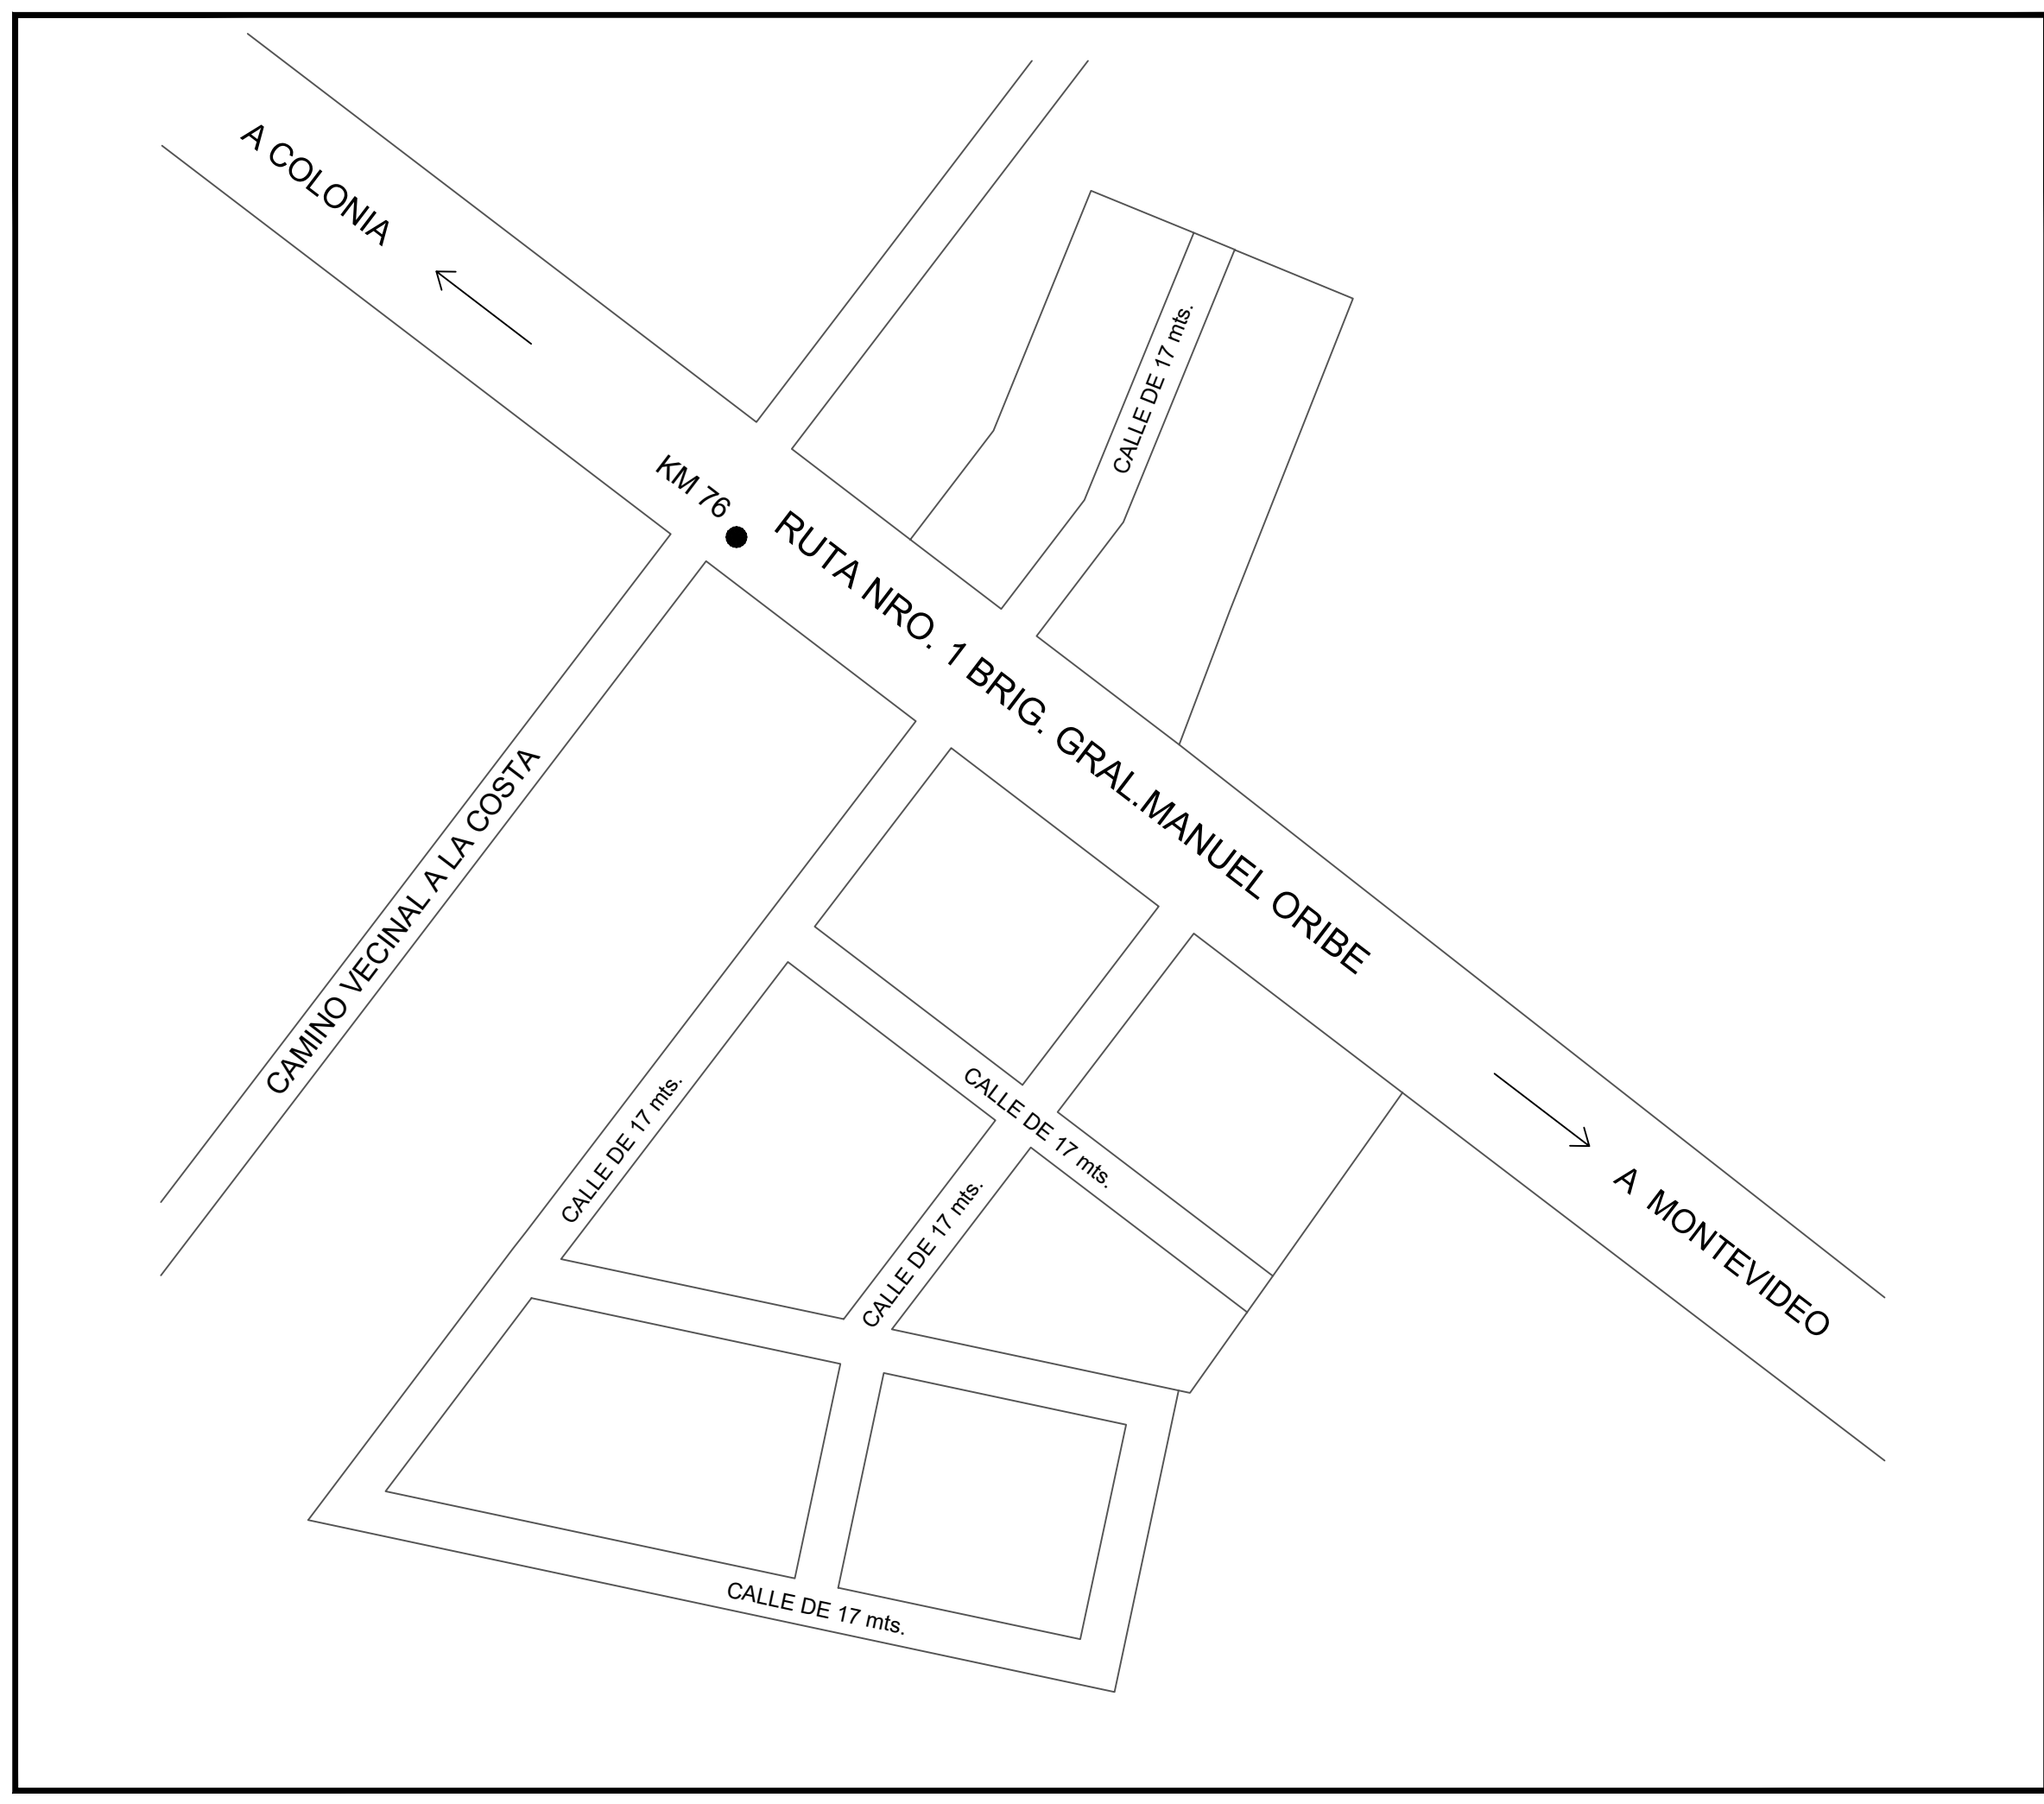 A COLONIA
CALLE DE 17 mts.
KM 76
RUTA NRO. 1 BRIG. GRAL.MANUEL ORIBE
CAMINO VECINAL A LA COSTA
CALLE DE 17 mts.
CALLE DE 17 mts.
CALLE DE 17 mts.
A MONTEVIDEO
CALLE DE 17 mts.